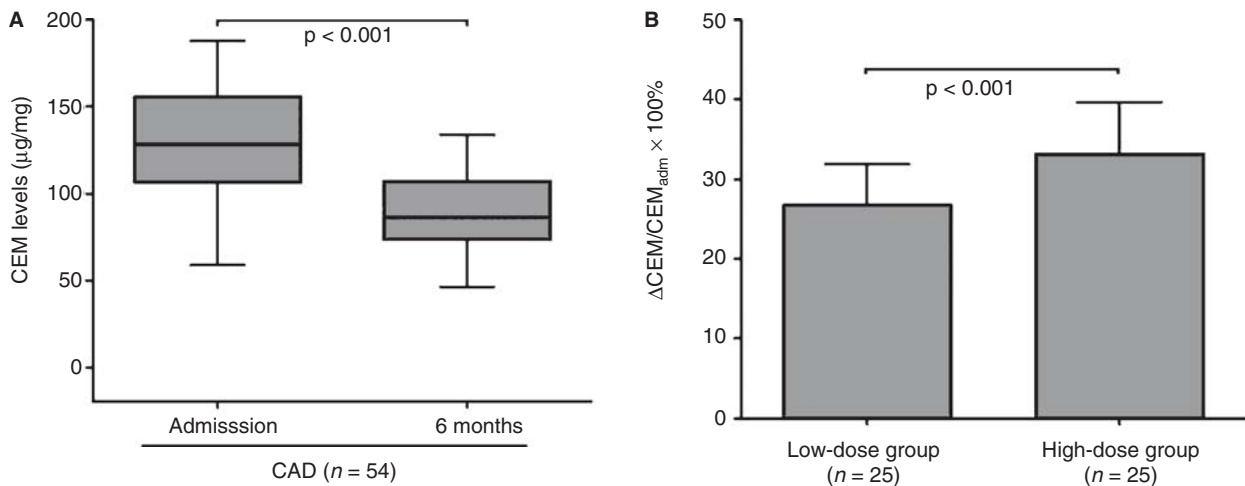 A
CEM levels (μg/mg)
200
150
100
50
0
p < 0.001
Admisssion
6 months
CAD (n = 54)
B
ΔCEM/CEMadm × 100%
50
40
30
20
10
0
p < 0.001
Low-dose group
(n = 25)
High-dose group
(n = 25)